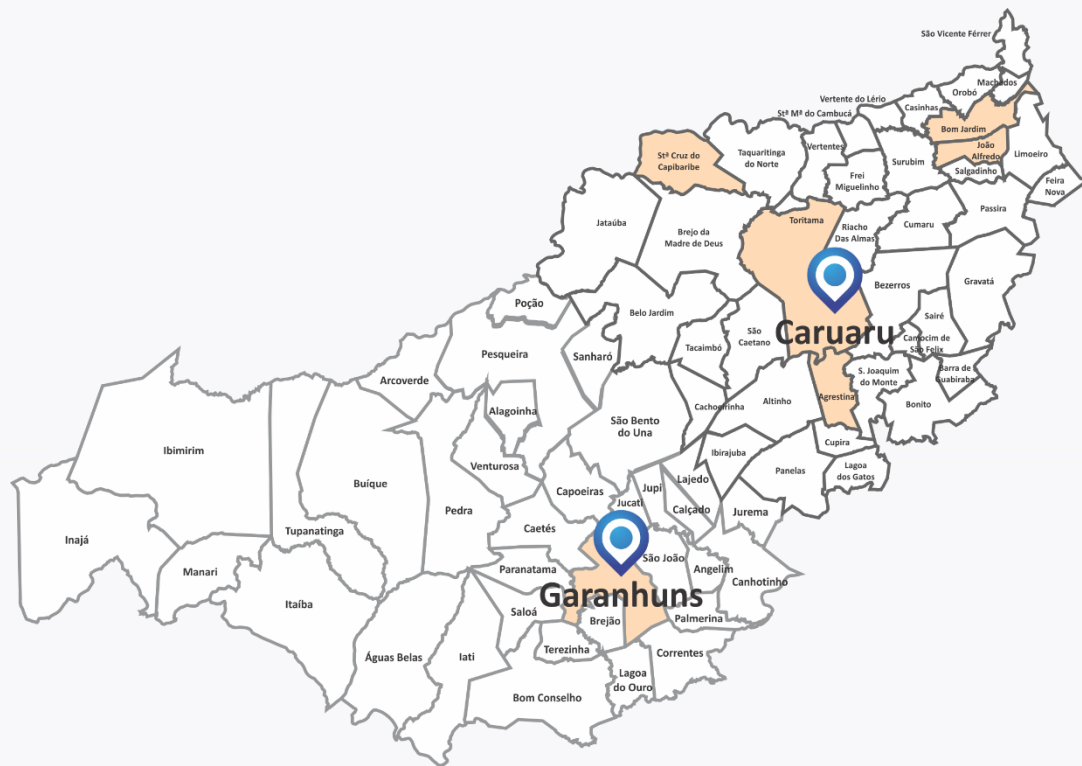 São Vicente Férrer
Machados
Orobó
Vertente do Lério
Casinhas
Stª Mª do Cambucá
Bom Jardim
João
Alfredo
Limoeiro
Vertentes
Surubim
Salgadinho
Stª Cruz do
Capibaribe
Taquaritinga
do Norte
Frei
Miguelinho
Feira
Nova
Passira
Jataúba
Brejo da
Madre de Deus
Toritama
Riacho
Das Almas
Cumaru
Bezerros
Gravatá
Poção
Belo Jardim
São
Caetano
Caruaru
Sairé
Camocim de
São Felix
Tacaimbó
Pesqueira
Sanharó
Arcoverde
S. Joaquim
do Monte
Barra de
Guabiraba
Agrestina
Altinho
Bonito
Cachoeirinha
Alagoinha
São Bento
do Una
Cupira
Ibirajuba
Panelas
Lagoa
dos Gatos
Ibimirim
Buíque
Venturosa
Capoeiras
Jupi
Lajedo
Jucati
Calçado
Jurema
Pedra
Caetés
Tupanatinga
Inajá
Manari
Paranatama
São João
Angelim
Canhotinho
Garanhuns
Itaíba
Saloá
Brejão
Palmerina
Terezinha
Águas Belas
Iati
Correntes
Lagoa
do Ouro
Bom Conselho